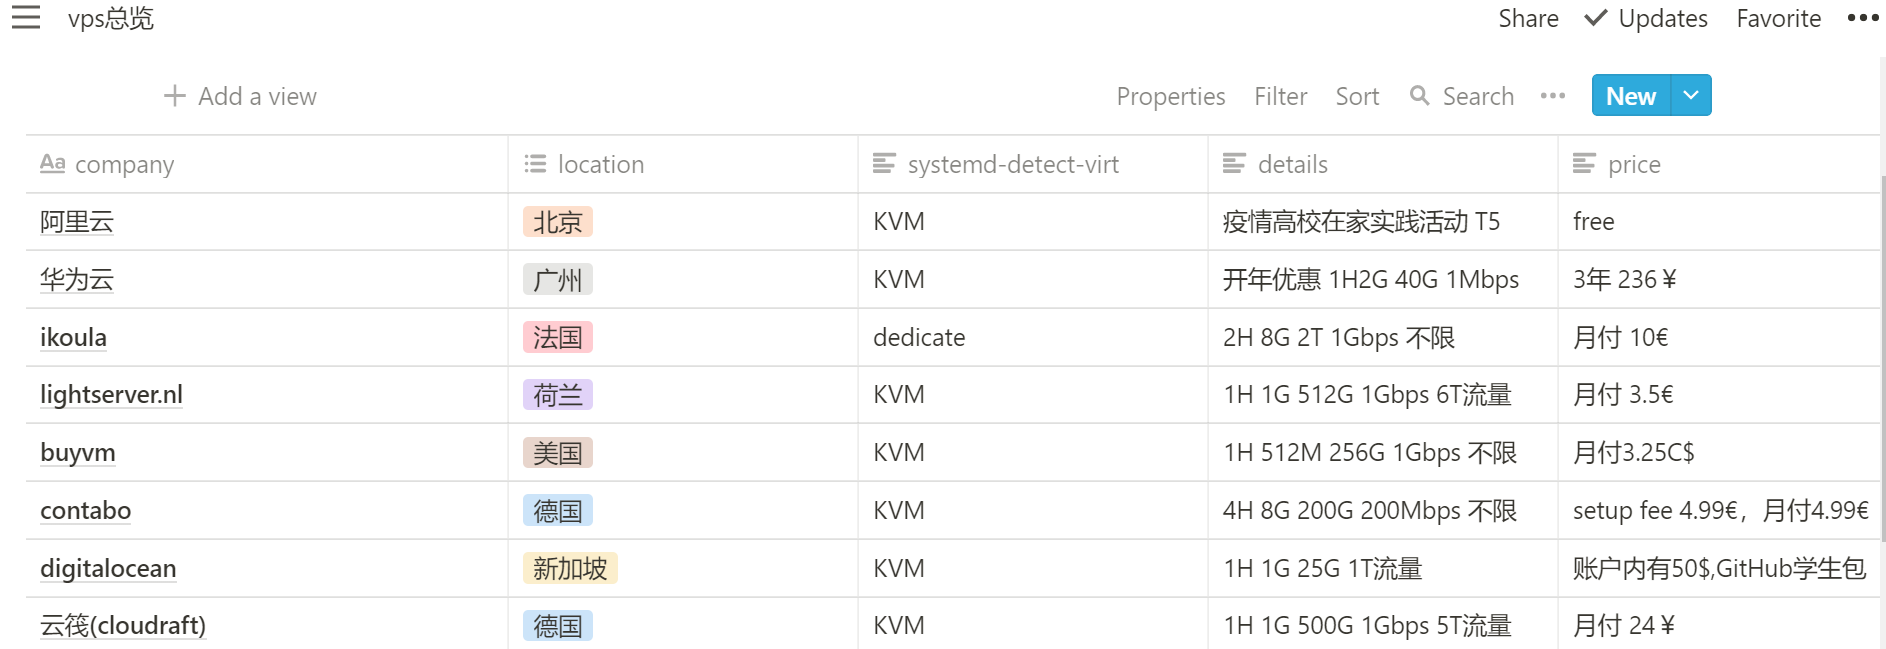 vps总览 Share Updates Favorite
Add a view Properties Filter Sort Search New
Aa company location systemd-detect-virt details price
阿里云 北京 KVM 疫情高校在家实践活动 T5 free
华为云 广州 KVM 开年优惠 1H2G 40G 1Mbps 3年 236￥
ikoula 法国 dedicate 2H 8G 2T 1Gbps 不限 月付 10€
lightserver.nl 荷兰 KVM 1H 1G 512G 1Gbps 6T流量 月付 3.5€
buyvm 美国 KVM 1H 512M 256G 1Gbps 不限 月付3.25C$
contabo 德国 KVM 4H 8G 200G 200Mbps 不限 setup fee 4.99€，月付4.99€
digitalocean 新加坡 KVM 1H 1G 25G 1T流量 账户内有50$,GitHub学生包
云筏(cloudraft) 德国 KVM 1H 1G 500G 1Gbps 5T流量 月付 24￥